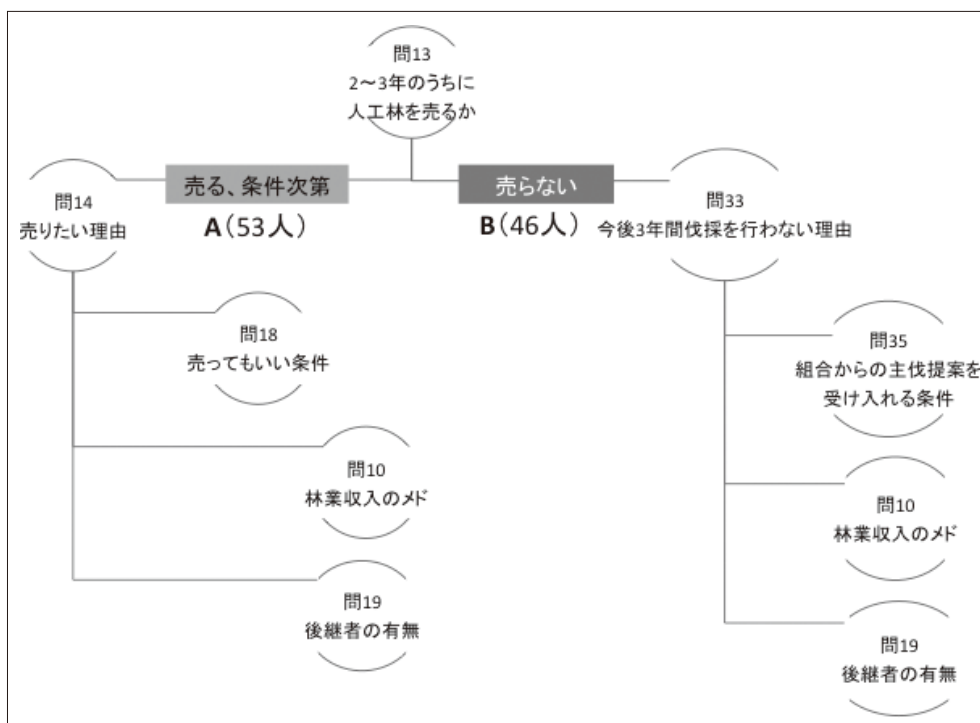 問13
2～3年のうちに
人工林を売るか
売る、条件次第
A（53人）
売らない
B（46人）
問14
売りたい理由
問33
今後3年間伐採を行わない理由
問18
売ってもいい条件
問35
組合からの主伐提案を
受け入れる条件
問10
林業収入のメド
問10
林業収入のメド
問19
後継者の有無
問19
後継者の有無